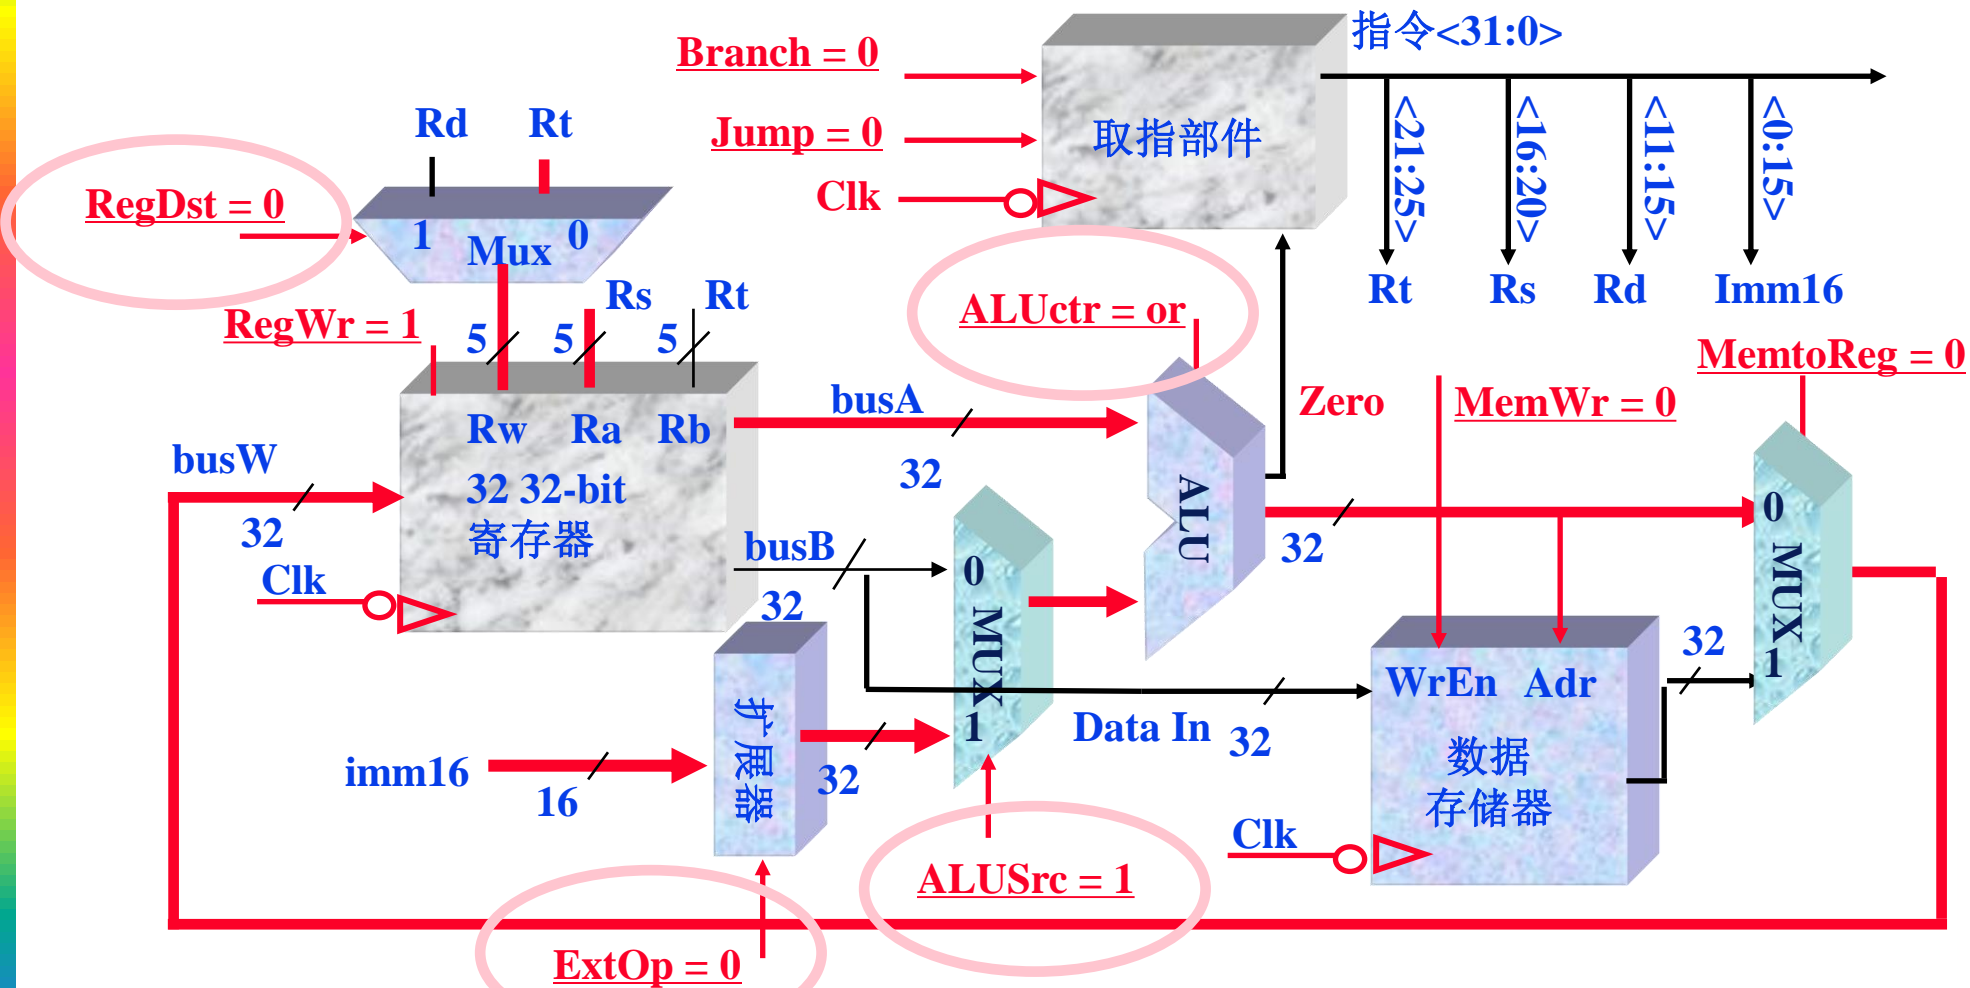 指令<31:0>
Branch = 0
Jump = 0
Clk
取指部件
<21:25>
<16:20>
<11:15>
<0:15>
Rt
Rs
Rd
Imm16
Rd
Rt
RegDst = 0
1
Mux
0
RegWr = 1
5
5
Rs
5
Rt
ALUctr = or
MemtoReg = 0
Zero
MemWr = 0
busA
32
Rw
Ra
Rb
busW
32
32 32-bit
寄存器
Clk
busB
32
0
MUX
1
ALU
32
0
MUX
1
32
WrEn
Adr
数据
存储器
Clk
Data In
32
扩展器
32
imm16
16
ALUSrc = 1
ExtOp = 0